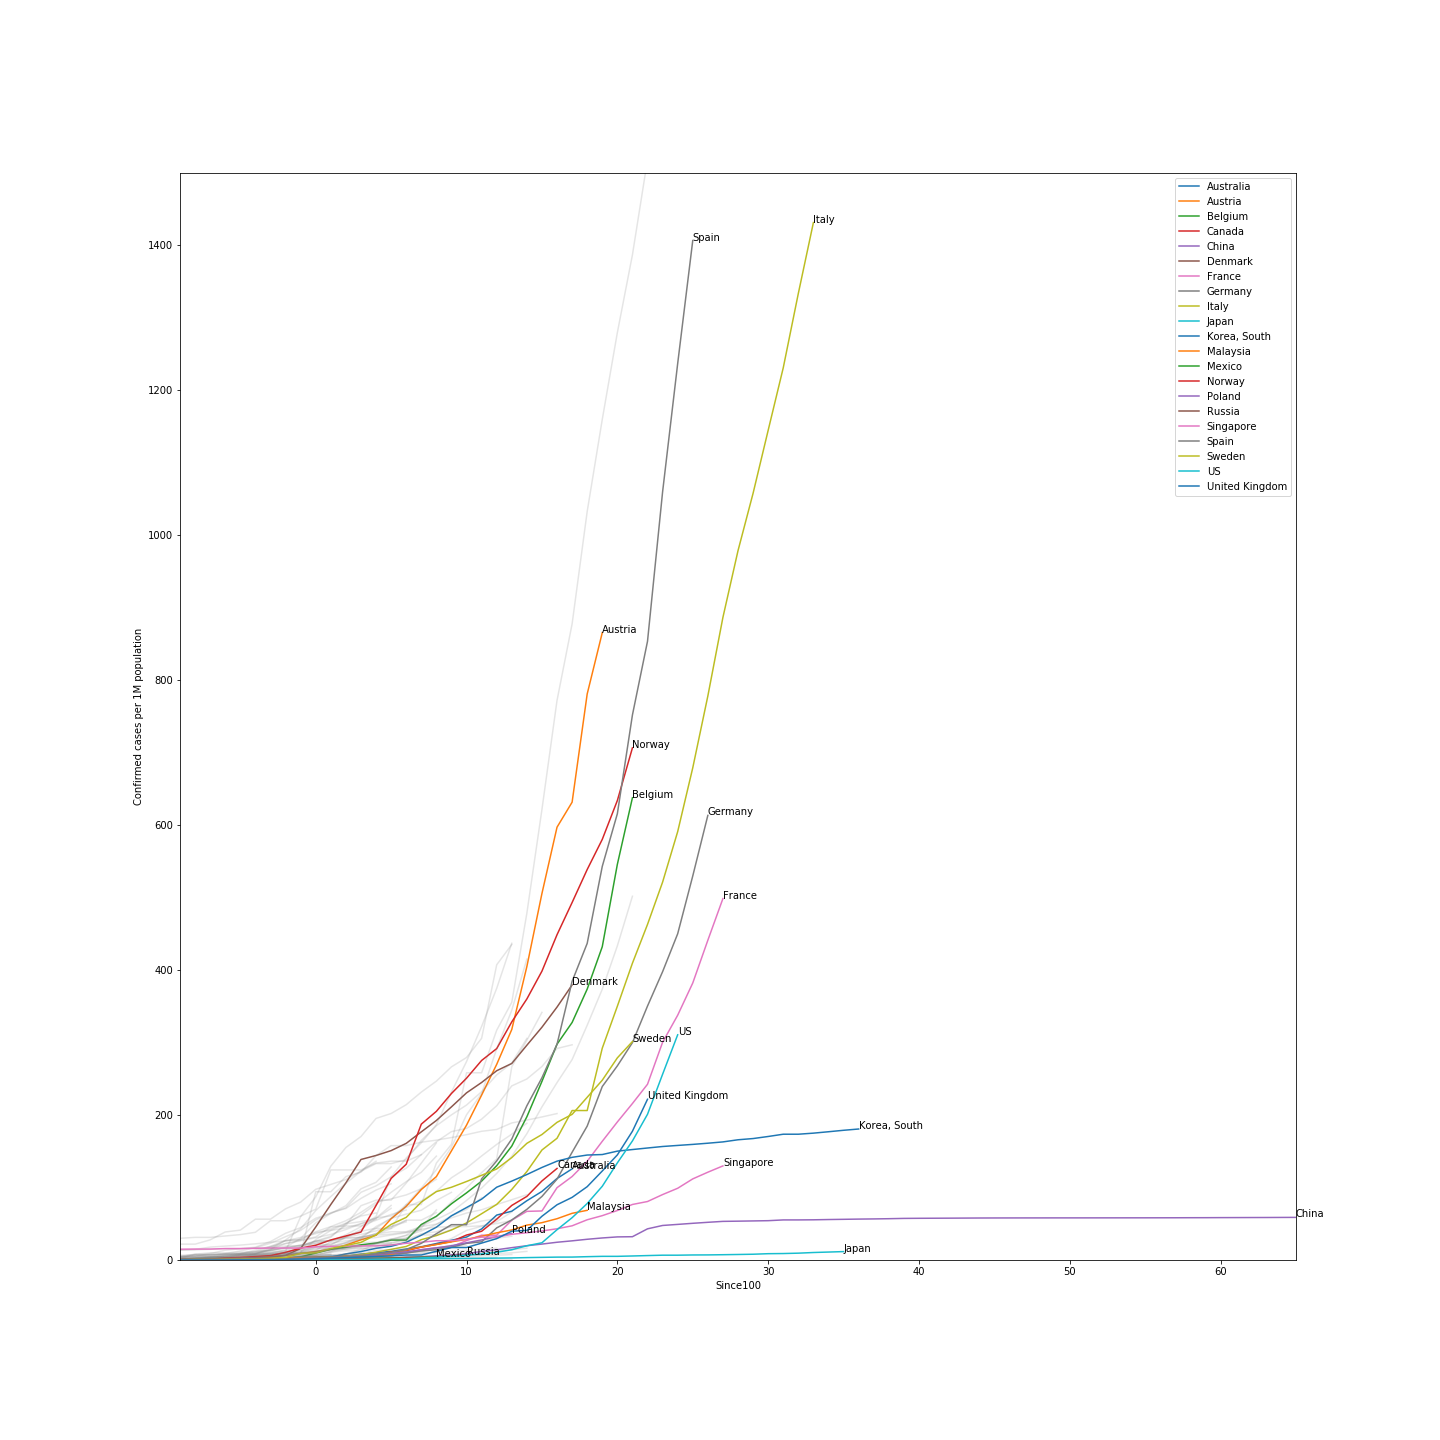 Australia
Austria
Belgium
Canada
China
Denmark
France
Germany
Italy
Japan
Korea, South
Malaysia
Mexico
Norway
Poland
Russia
Singapore
Spain
Sweden
US
United Kingdom
Italy
Spain
Austria
Norway
Belgium
Germany
France
Denmark
US
Sweden
United Kingdom
Korea, South
Canada
Australia
Singapore
Malaysia
China
Poland
Japan
Russia
Mexico
1400
1200
1000
800
600
400
200
0
Confirmed cases per 1M population
0 10 20 30 40 50 60
Since100